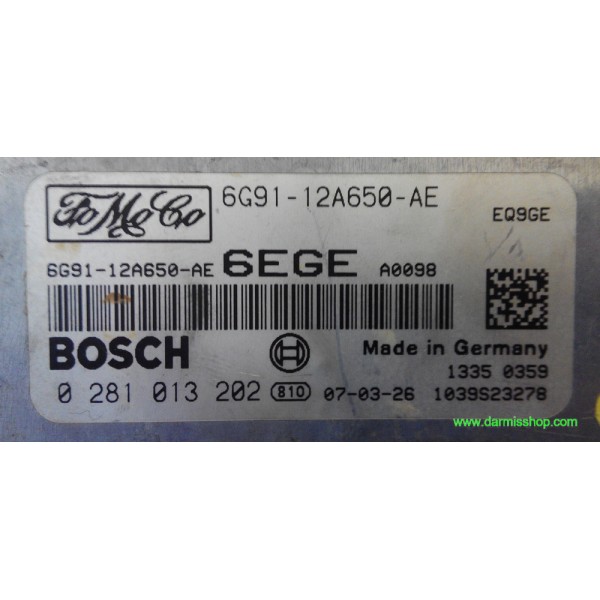 FoMoCo 6G91-12A650-AE
EQ9GE
6G91-12A650-AE 6EGE A0098
BOSCH Made in Germany
1335 0359
0 281 013 202 810 07-03-26 1039S23278
www.darmisshop.com